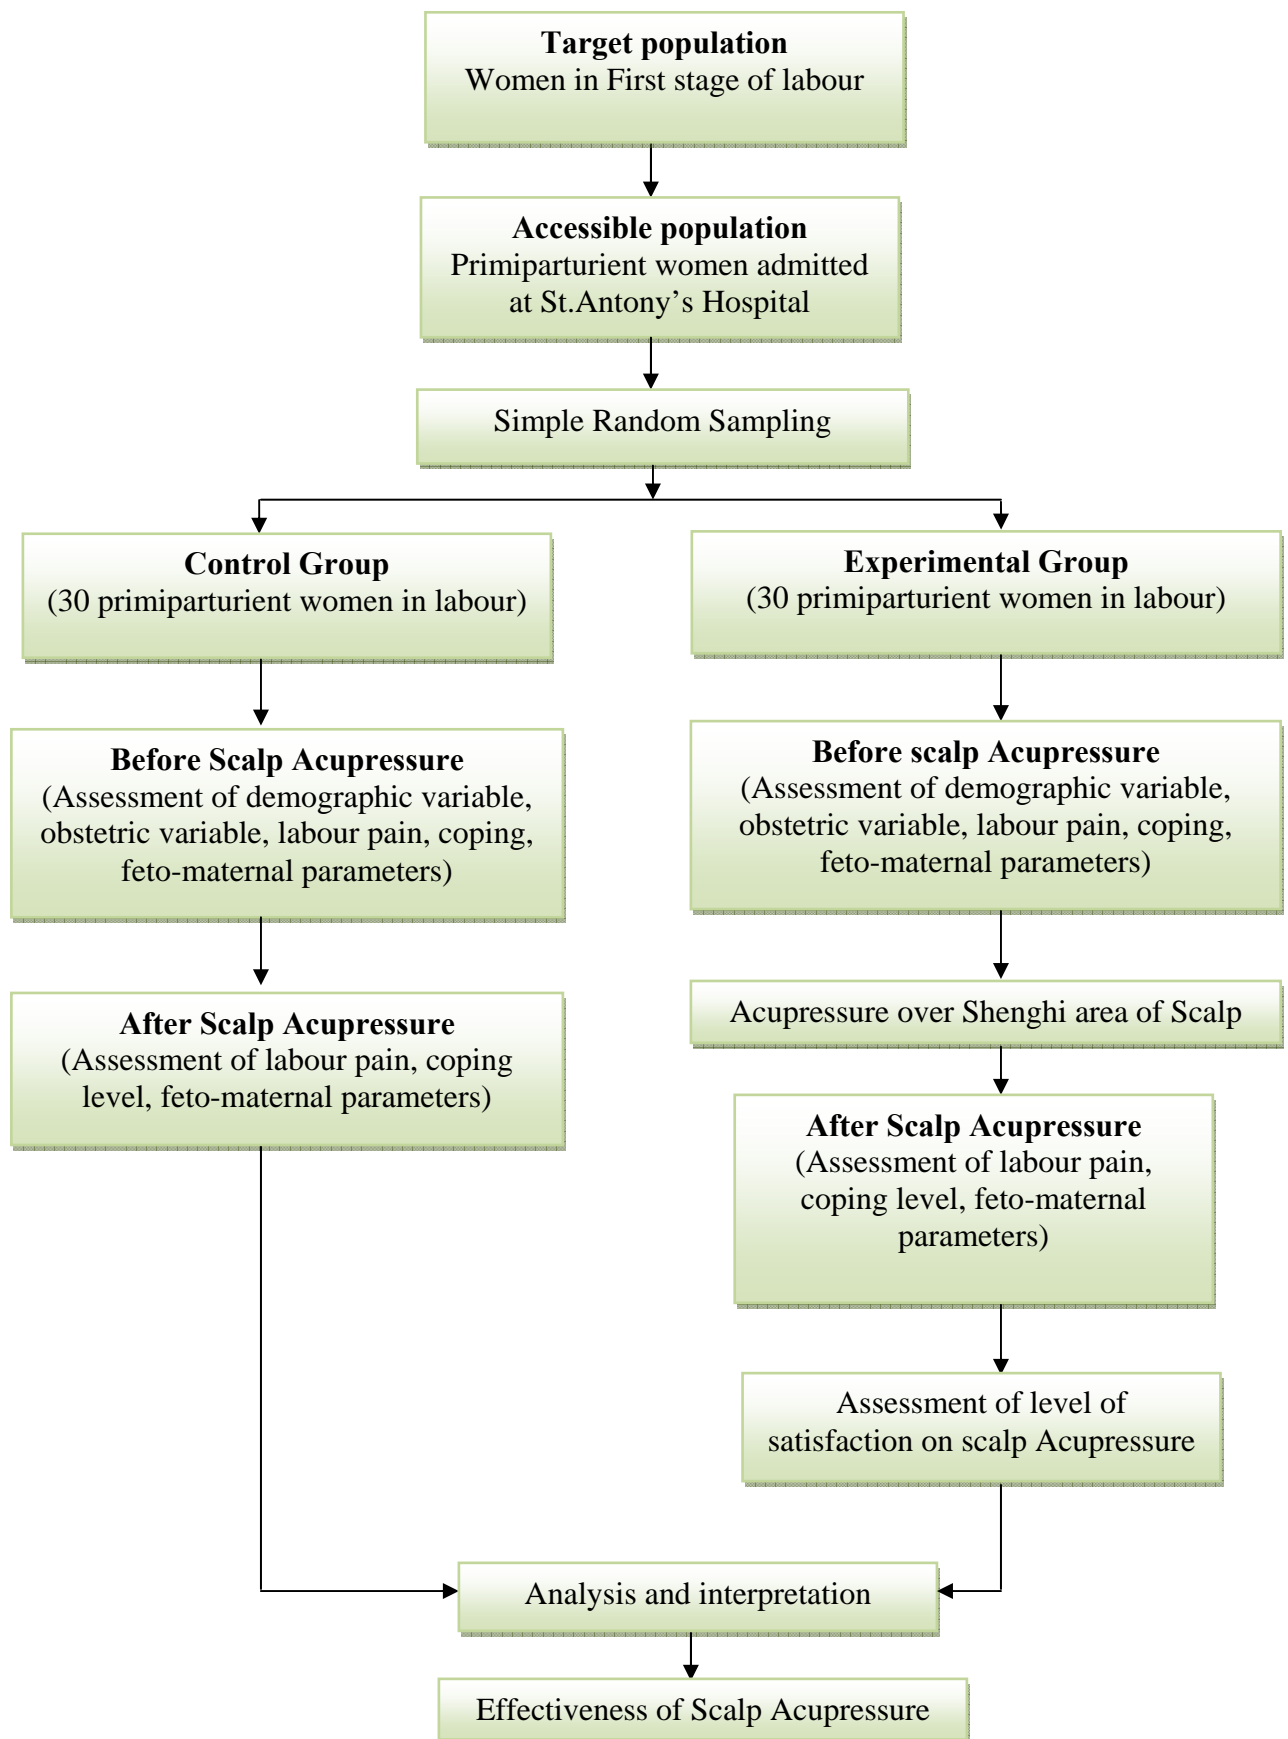 Target population
Women in First stage of labour
Accessible population
Primiparturient women admitted
at St.Antony’s Hospital
Simple Random Sampling
Control Group
(30 primiparturient women in labour)
Experimental Group
(30 primiparturient women in labour)
Before Scalp Acupressure
(Assessment of demographic variable,
obstetric variable, labour pain, coping,
feto-maternal parameters)
Before scalp Acupressure
(Assessment of demographic variable,
obstetric variable, labour pain, coping,
feto-maternal parameters)
After Scalp Acupressure
(Assessment of labour pain, coping
level, feto-maternal parameters)
Acupressure over Shenghi area of Scalp
After Scalp Acupressure
(Assessment of labour pain,
coping level, feto-maternal
parameters)
Assessment of level of
satisfaction on scalp Acupressure
Analysis and interpretation
Effectiveness of Scalp Acupressure